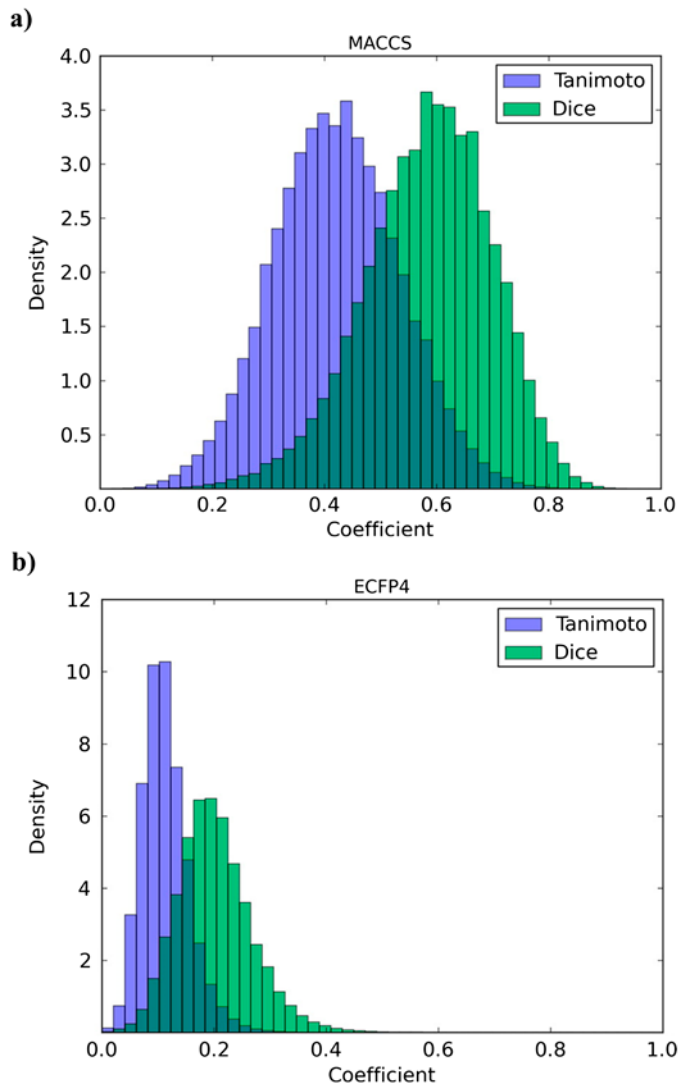 a)
MACCS
4.0
3.5
3.0
2.5
2.0
1.5
1.0
0.5
Density
Tanimoto
Dice
0.0 0.2 0.4 0.6 0.8 1.0
Coefficient
b)
ECFP4
12
10
8
6
4
2
Density
Tanimoto
Dice
0.0 0.2 0.4 0.6 0.8 1.0
Coefficient